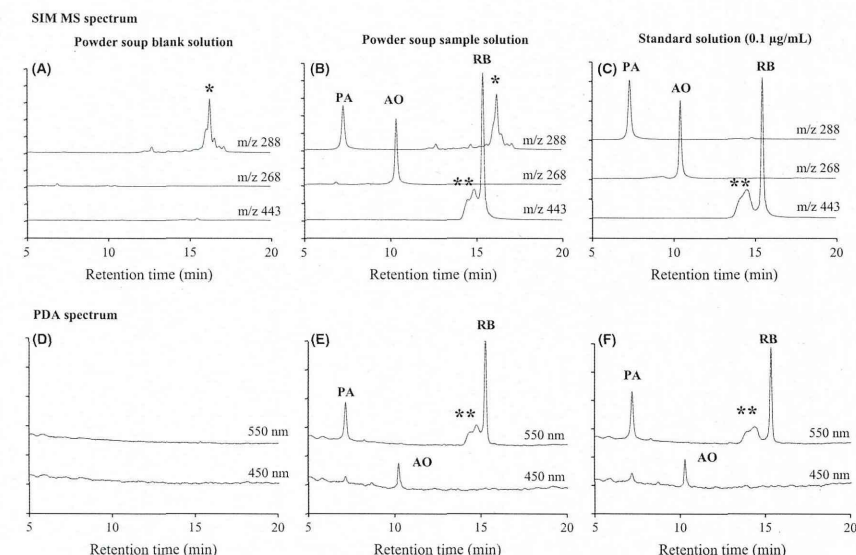 SIM MS spectrum
Powder soup blank solution
Powder soup sample solution
Standard solution (0.1 µg/mL)
(A)
*
m/z 288
m/z 268
m/z 443
5 10 15 20
Retention time (min)
(B)
PA
AO
RB
*
**
m/z 288
m/z 268
m/z 443
5 10 15 20
Retention time (min)
(C)
PA
AO
RB
**
m/z 288
m/z 268
m/z 443
5 10 15 20
Retention time (min)
PDA spectrum
(D)
550 nm
450 nm
5 10 15 20
Retention time (min)
(E)
PA
RB
**
550 nm
AO
450 nm
5 10 15 20
Retention time (min)
(F)
PA
RB
**
550 nm
AO
450 nm
5 10 15 20
Retention time (min)